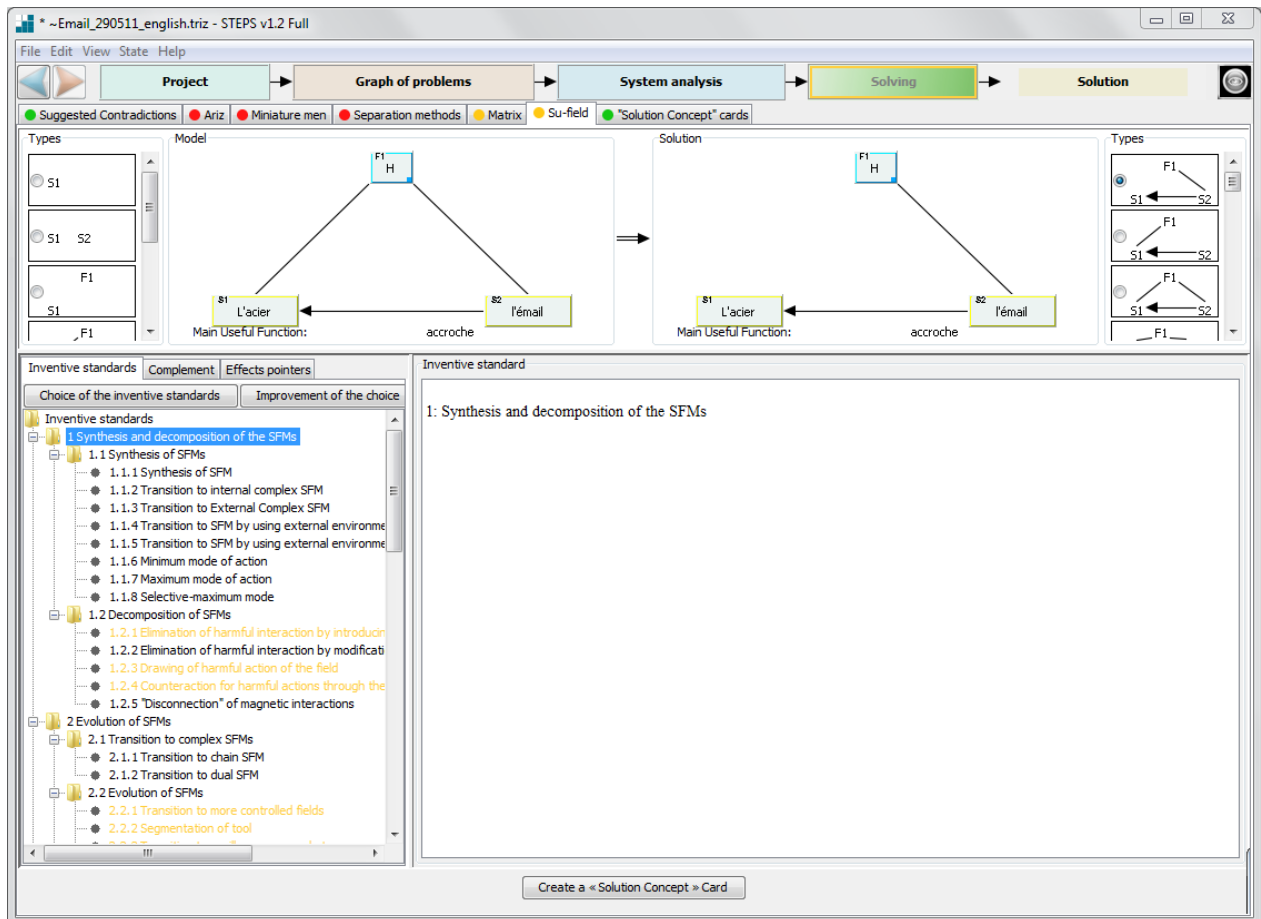 * ~Email_290511_english.triz - STEPS v1.2 Full
File Edit View State Help
Project
Graph of problems
System analysis
Solving
Solution
Suggested Contradictions
Ariz
Miniature men
Separation methods
Matrix
Su-field
"Solution Concept" cards
Types
S1
S1 S2
F1
S1
F1
Model
F1
H
S1
L'acier
S2
l'émail
Main Useful Function:
accroche
Solution
F1
H
S1
L'acier
S2
l'émail
Main Useful Function:
accroche
Types
F1
S1 S2
F1
S1 S2
F1
S1 S2
F1
Inventive standards
Complement
Effects pointers
Choice of the inventive standards
Improvement of the choice
Inventive standards
1 Synthesis and decomposition of the SFMs
1.1 Synthesis of SFMs
1.1.1 Synthesis of SFM
1.1.2 Transition to internal complex SFM
1.1.3 Transition to External Complex SFM
1.1.4 Transition to SFM by using external environme
1.1.5 Transition to SFM by using external environme
1.1.6 Minimum mode of action
1.1.7 Maximum mode of action
1.1.8 Selective-maximum mode
1.2 Decomposition of SFMs
1.2.1 Elimination of harmful interaction by introducin
1.2.2 Elimination of harmful interaction by modificati
1.2.3 Drawing of harmful action of the field
1.2.4 Counteraction for harmful actions through the
1.2.5 "Disconnection" of magnetic interactions
2 Evolution of SFMs
2.1 Transition to complex SFMs
2.1.1 Transition to chain SFM
2.1.2 Transition to dual SFM
2.2 Evolution of SFMs
2.2.1 Transition to more controlled fields
2.2.2 Segmentation of tool
Inventive standard
1: Synthesis and decomposition of the SFMs
Create a « Solution Concept » Card